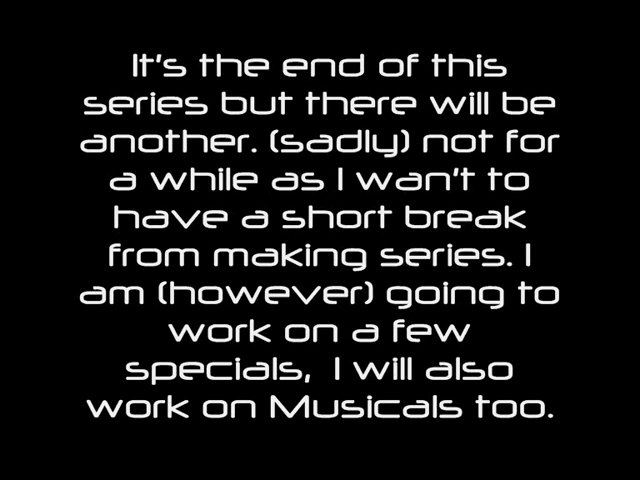 It's the end of this
series but there will be
another. (sadly) not for
a while as I wan't to
have a short break
from making series. I
am (however) going to
work on a few
specials, I will also
work on Musicals too.